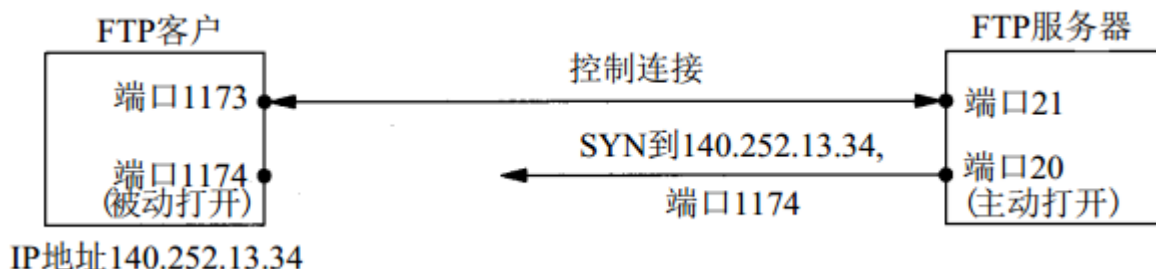 FTP客户
FTP服务器
控制连接
端口1173
端口21
SYN到140.252.13.34,
端口1174
(被动打开)
端口20
(主动打开)
端口1174
IP地址140.252.13.34